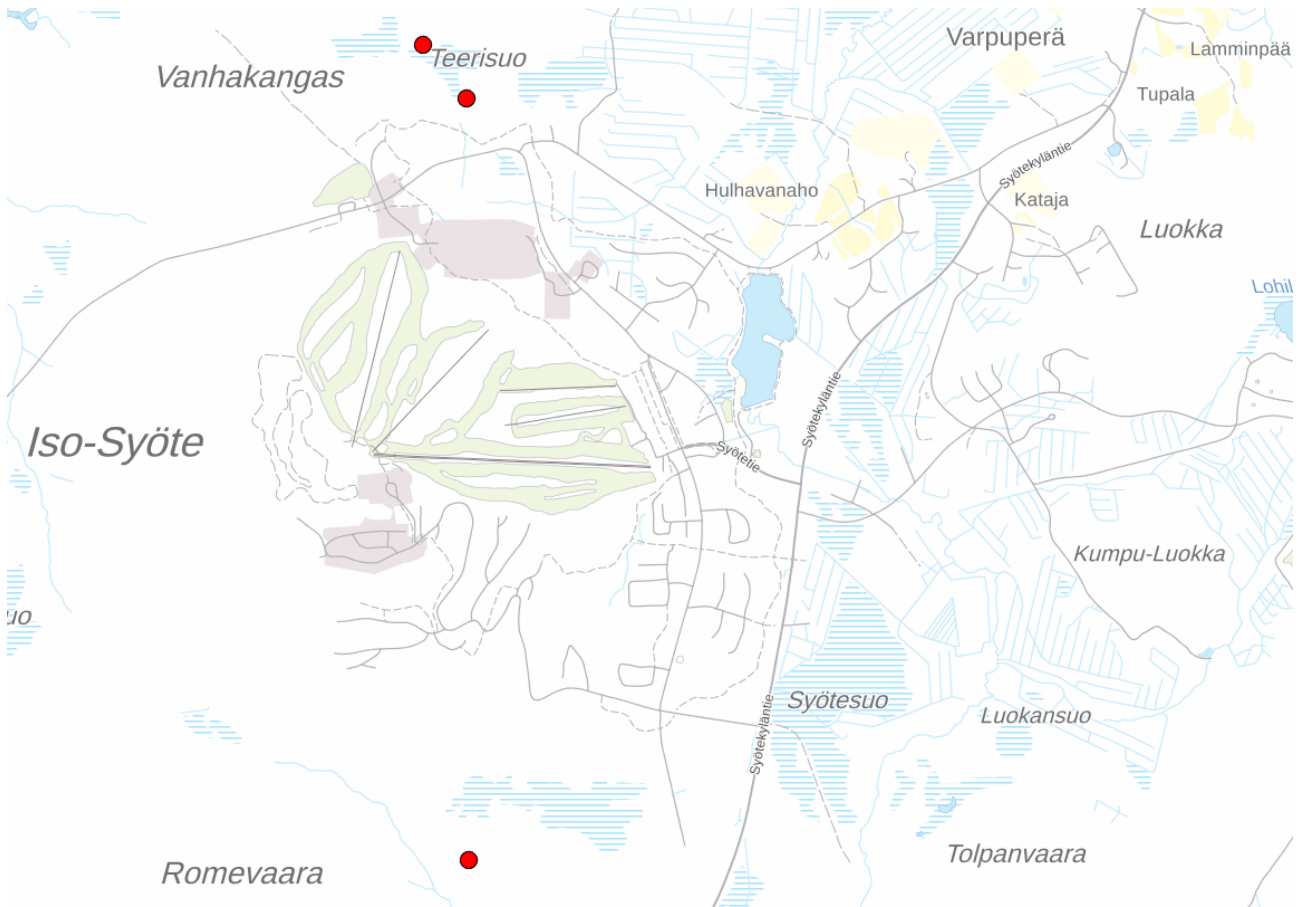 Varpuperä
Lamminpää
Teerisuo
Vanhakangas
Tupala
Syötekyläntie
Hulhavanaho
Kataja
Luokka
Lohil
Syötekyläntie
Iso-Syöte
Syötetie
Kumpu-Luokka
uo
Syötesuo
Luokansuo
Syötekyläntie
Tolpanvaara
Romevaara